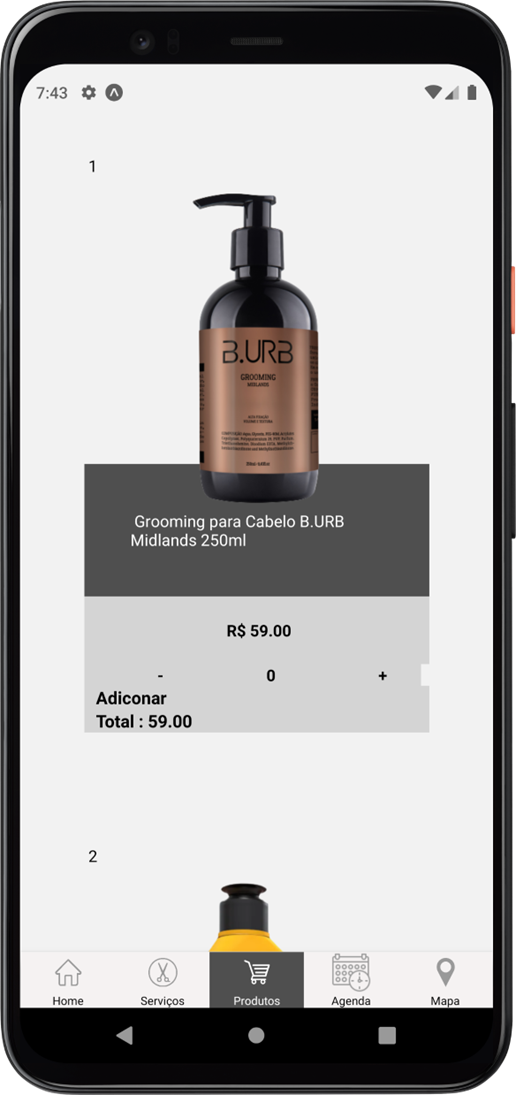 7:43
1
B.URB
GROOMING
MIDLANDS
Grooming para Cabelo B.URB
Midlands 250ml
R$ 59.00
- 0 +
Adiconar
Total : 59.00
2
Home Serviços Produtos Agenda Mapa